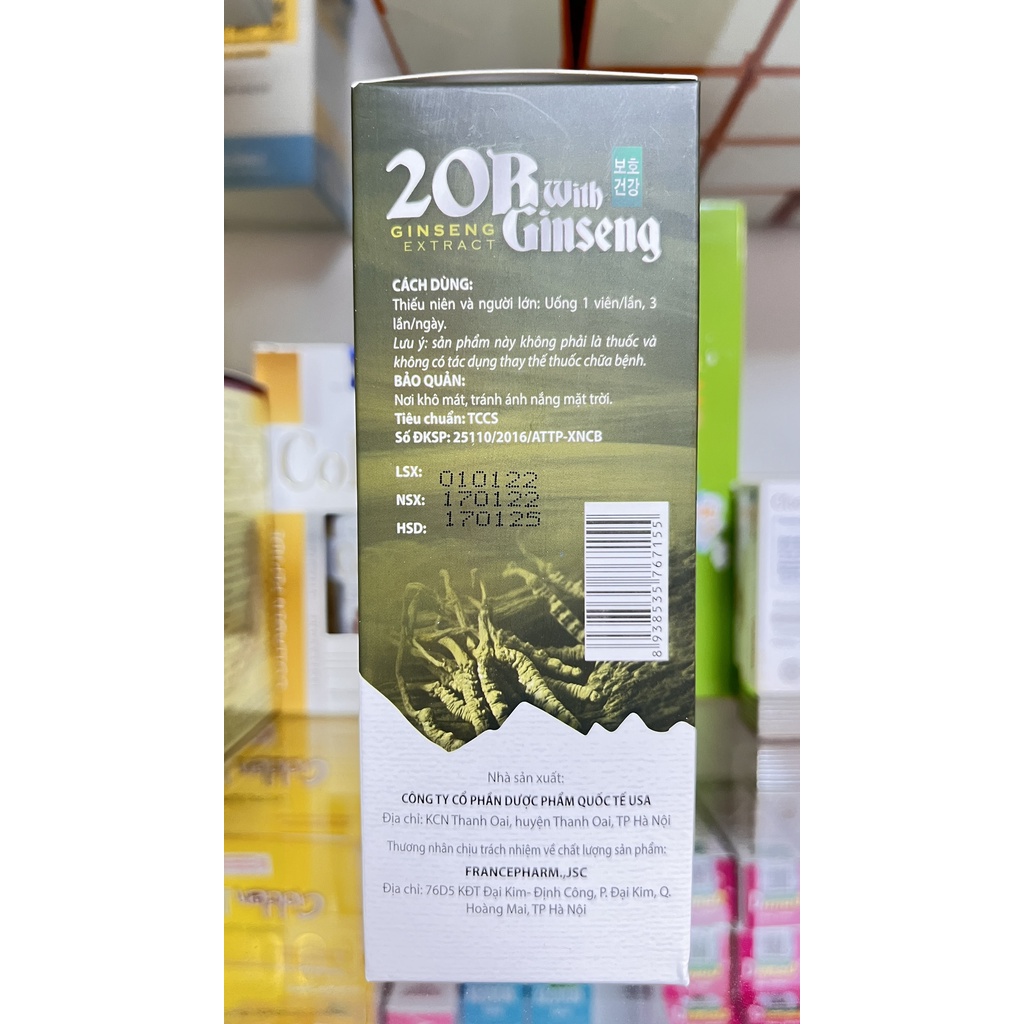 20R With
Ginseng
GINSENG
EXTRACT
보호
건강
CÁCH DÙNG:
Thiếu niên và người lớn: Uống 1 viên/lần, 3
lần/ngày.
Lưu ý: sản phẩm này không phải là thuốc và
không có tác dụng thay thế thuốc chữa bệnh.
BẢO QUẢN:
Nơi khô mát, tránh ánh nắng mặt trời.
Tiêu chuẩn: TCCS
Số ĐKSP: 25110/2016/ATTP-XNCB
LSX: 010122
NSX: 170122
HSD: 170125
8938535767155
Nhà sản xuất:
CÔNG TY CỔ PHẦN DƯỢC PHẨM QUỐC TẾ USA
Địa chỉ: KCN Thanh Oai, huyện Thanh Oai, TP Hà Nội
Thương nhân chịu trách nhiệm về chất lượng sản phẩm:
FRANCEPHARM.,JSC
Địa chỉ: 76D5 KĐT Đại Kim- Định Công, P. Đại Kim, Q.
Hoàng Mai, TP Hà Nội